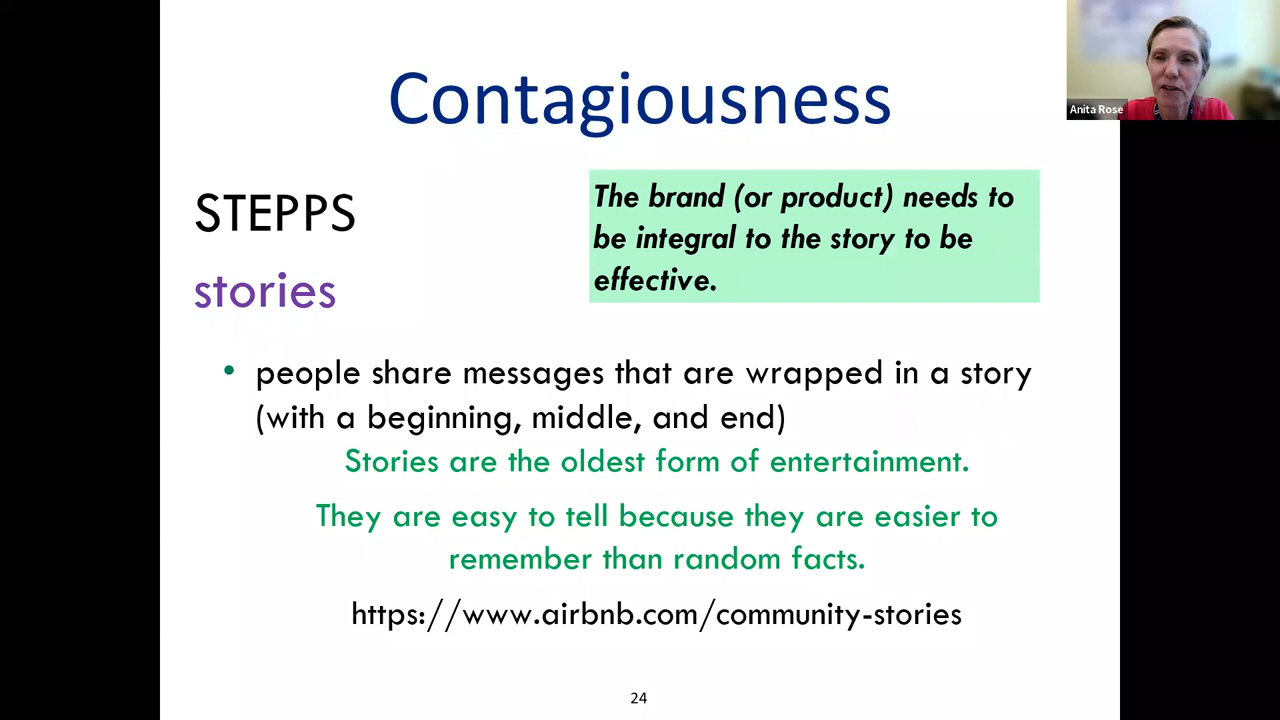 Contagiousness
Anita Rose
STEPPS
stories
The brand (or product) needs to
be integral to the story to be
effective.
• people share messages that are wrapped in a story
(with a beginning, middle, and end)
Stories are the oldest form of entertainment.
They are easy to tell because they are easier to
remember than random facts.
https://www.airbnb.com/community-stories
24